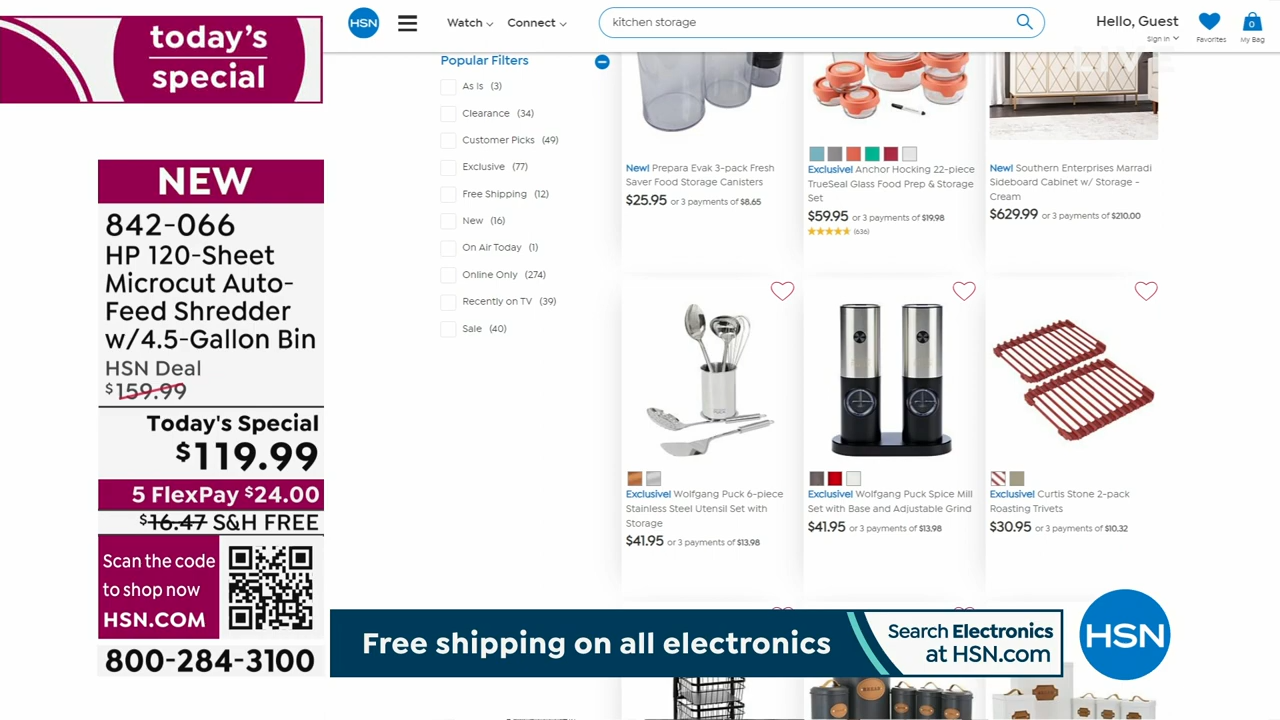 today's
special
NEW
842-066
HP 120-Sheet
Microcut Auto-
Feed Shredder
w/4.5-Gallon Bin
HSN Deal
$159.99
Today's Special
$119.99
5 FlexPay $24.00
$16.47 S&H FREE
Scan the code
to shop now
HSN.COM
800-284-3100
HSN
Watch
Connect
kitchen storage
Hello, Guest
Sign In
Favorites
0
My Bag
LIVE
Popular Filters
As Is (3)
Clearance (34)
Customer Picks (49)
Exclusive (77)
Free Shipping (12)
New (16)
On Air Today (1)
Online Only (274)
Recently on TV (39)
Sale (40)
New! Prepara Evak 3-pack Fresh
Saver Food Storage Canisters
$25.95 or 3 payments of $8.65
Exclusive! Anchor Hocking 22-piece
TrueSeal Glass Food Prep & Storage
Set
$59.95 or 3 payments of $19.98
(636)
New! Southern Enterprises Marradi
Sideboard Cabinet w/ Storage -
Cream
$629.99 or 3 payments of $210.00
Exclusive! Wolfgang Puck 6-piece
Stainless Steel Utensil Set with
Storage
$41.95 or 3 payments of $13.98
Exclusive! Wolfgang Puck Spice Mill
Set with Base and Adjustable Grind
$41.95 or 3 payments of $13.98
Exclusive! Curtis Stone 2-pack
Roasting Trivets
$30.95 or 3 payments of $10.32
Free shipping on all electronics
Search Electronics
at HSN.com
HSN
BREAD